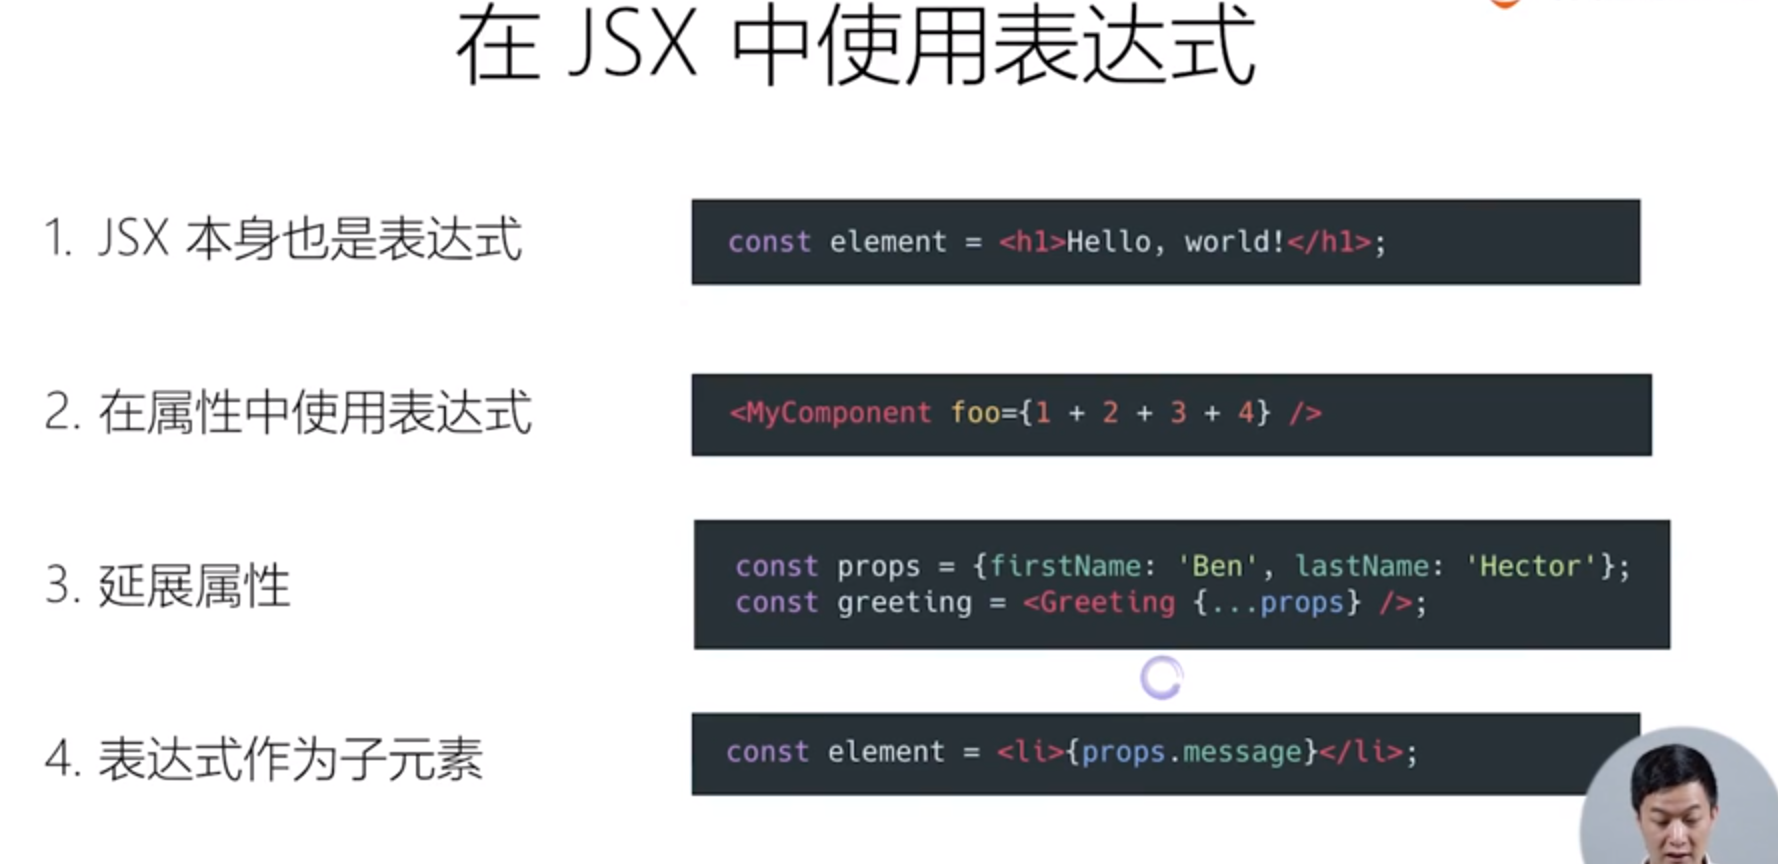 在 JSX 中使用表达式
1. JSX 本身也是表达式
const element = <h1>Hello, world!</h1>;
2. 在属性中使用表达式
<MyComponent foo={1 + 2 + 3 + 4} />
3. 延展属性
const props = {firstName: 'Ben', lastName: 'Hector'};
const greeting = <Greeting {...props} />;
4. 表达式作为子元素
const element = <li>{props.message}</li>;